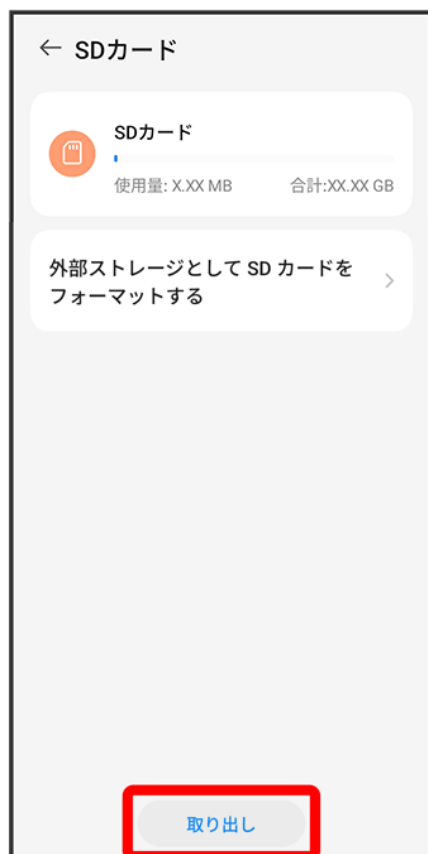 ← SDカード
SDカード
使用量: X.XX MB 合計:XX.XX GB
外部ストレージとして SD カードを
フォーマットする
取り出し